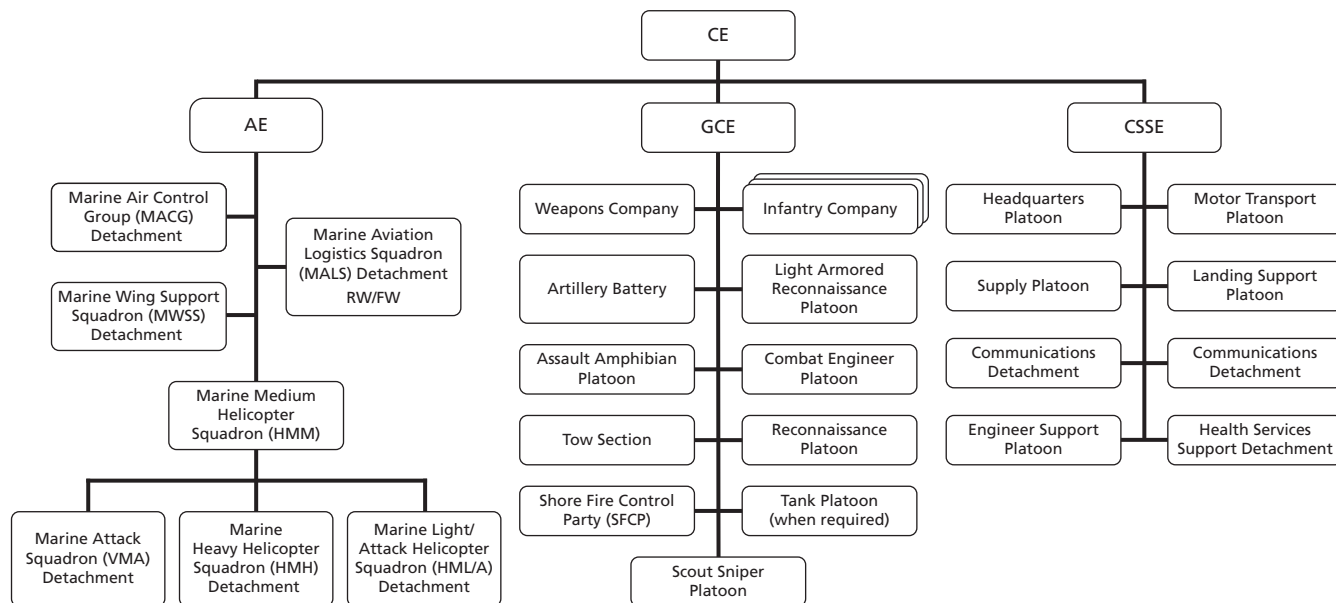 CE
AE
GCE
CSSE
Marine Air Control
Group (MACG)
Detachment
Marine Aviation
Logistics Squadron
(MALS) Detachment
RW/FW
Marine Wing Support
Squadron (MWSS)
Detachment
Marine Medium
Helicopter
Squadron (HMM)
Marine Attack
Squadron (VMA)
Detachment
Marine
Heavy Helicopter
Squadron (HMH)
Detachment
Marine Light/
Attack Helicopter
Squadron (HML/A)
Detachment
Weapons Company
Infantry Company
Artillery Battery
Light Armored
Reconnaissance
Platoon
Assault Amphibian
Platoon
Combat Engineer
Platoon
Tow Section
Reconnaissance
Platoon
Shore Fire Control
Party (SFCP)
Tank Platoon
(when required)
Scout Sniper
Platoon
Headquarters
Platoon
Motor Transport
Platoon
Supply Platoon
Landing Support
Platoon
Communications
Detachment
Communications
Detachment
Engineer Support
Platoon
Health Services
Support Detachment